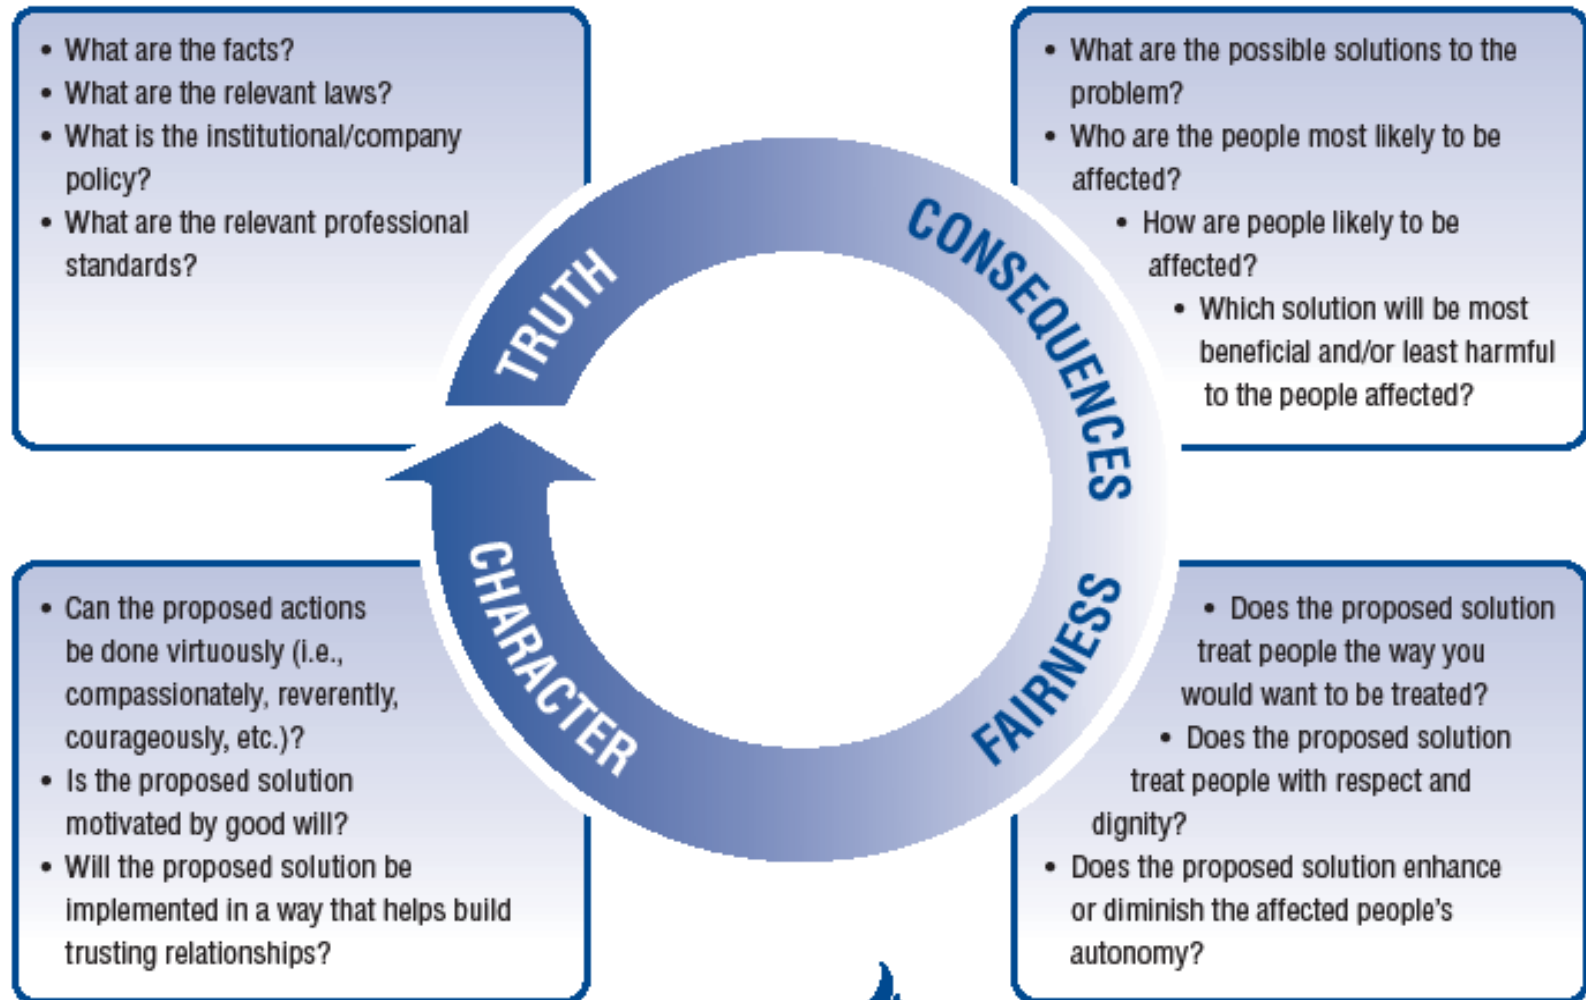 • What are the facts?
• What are the relevant laws?
• What is the institutional/company
policy?
• What are the relevant professional
standards?
TRUTH
• What are the possible solutions to the
problem?
• Who are the people most likely to be
affected?
• How are people likely to be
affected?
• Which solution will be most
beneficial and/or least harmful
to the people affected?
CONSEQUENCES
• Does the proposed solution
treat people the way you
would want to be treated?
• Does the proposed solution
treat people with respect and
dignity?
• Does the proposed solution enhance
or diminish the affected people's
autonomy?
FAIRNESS
• Can the proposed actions
be done virtuously (i.e.,
compassionately, reverently,
courageously, etc.)?
• Is the proposed solution
motivated by good will?
• Will the proposed solution be
implemented in a way that helps build
trusting relationships?
CHARACTER